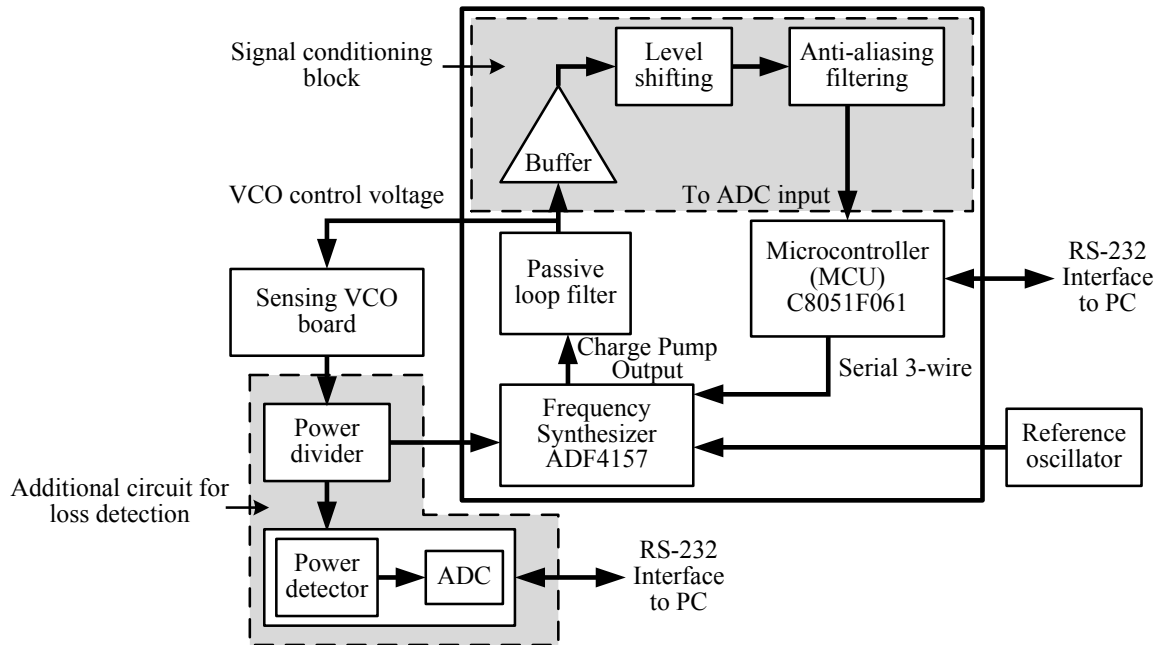 Signal conditioning
block
Level
shifting
Anti-aliasing
filtering
Buffer
VCO control voltage
To ADC input
Sensing VCO
board
Passive
loop filter
Microcontroller
(MCU)
C8051F061
RS-232
Interface
to PC
Charge Pump
Output
Serial 3-wire
Power
divider
Frequency
Synthesizer
ADF4157
Reference
oscillator
Additional circuit for
loss detection
Power
detector
ADC
RS-232
Interface
to PC